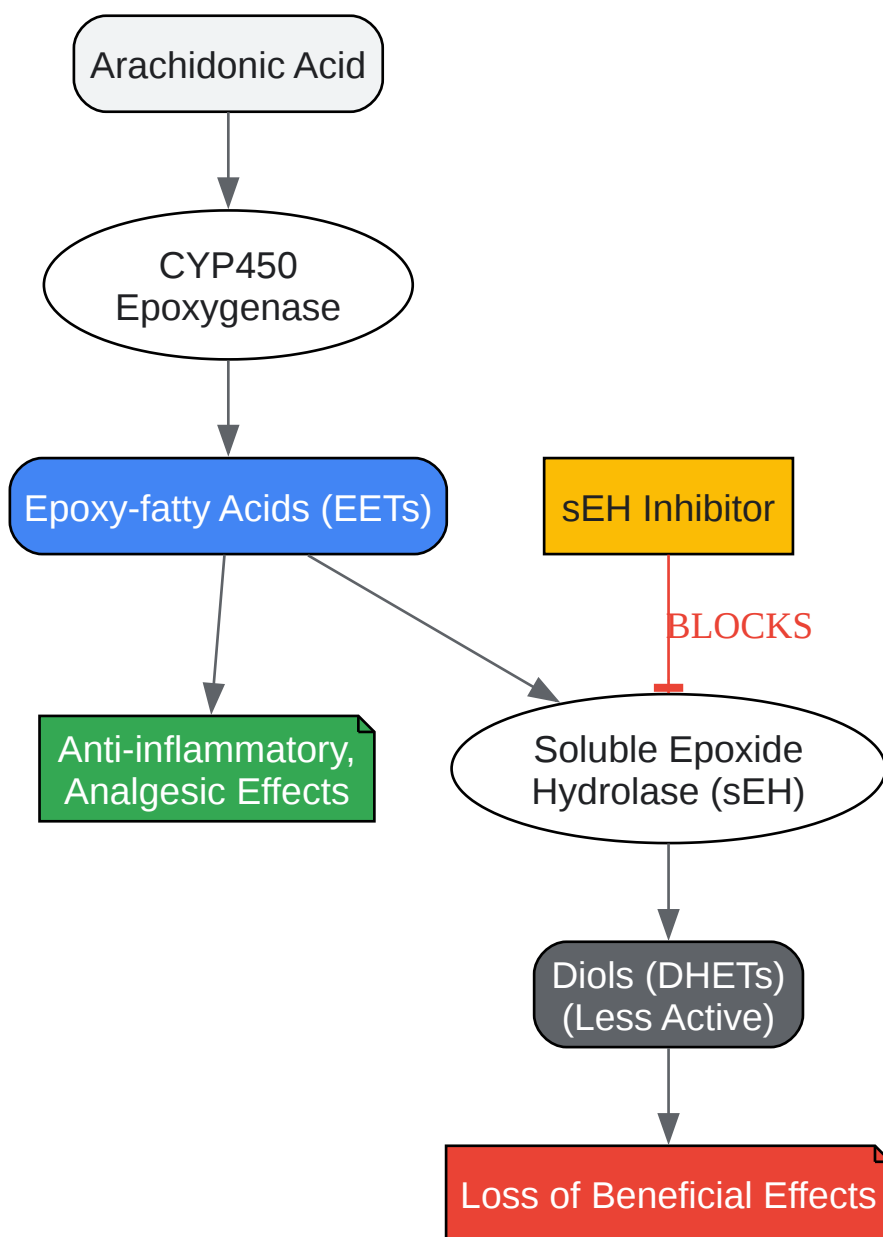 Arachidonic Acid
CYP450
Epoxygenase
Epoxy-fatty Acids (EETs)
sEH Inhibitor
BLOCKS
Anti-inflammatory,
Analgesic Effects
Soluble Epoxide
Hydrolase (sEH)
Diols (DHETs)
(Less Active)
Loss of Beneficial Effects